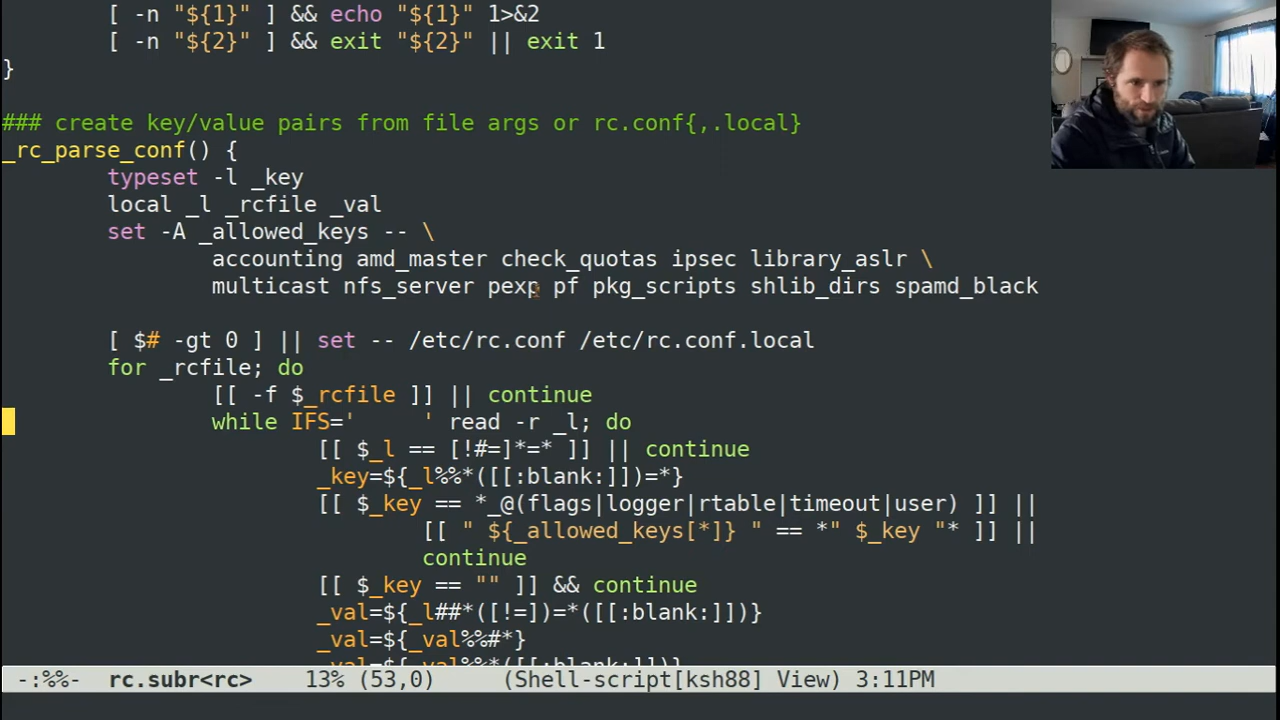 [ -n "${1}" ] && echo "${1}" 1>&2
[ -n "${2}" ] && exit "${2}" || exit 1
}
### create key/value pairs from file args or rc.conf{,.local}
_rc_parse_conf() {
typeset -l _key
local _l _rcfile _val
set -A _allowed_keys -- \
accounting amd_master check_quotas ipsec library_aslr \
multicast nfs_server pexp pf pkg_scripts shlib_dirs spamd_black
[ $# -gt 0 ] || set -- /etc/rc.conf /etc/rc.conf.local
for _rcfile; do
[[ -f $_rcfile ]] || continue
while IFS='      ' read -r _l; do
[[ $_l == [!#=]*=* ]] || continue
_key=${_l%%*([[:blank:]])=*}
[[ $_key == *_@(flags|logger|rtable|timeout|user) ]] ||
[[ " ${_allowed_keys[*]} " == *" $_key "* ]] ||
continue
[[ $_key == "" ]] && continue
_val=${_l##*([!=])=*([[:blank:]])}
_val=${_val%%#*}
_val=${_val%%*([[:blank:]])}
-:%%-  rc.subr<rc>    13% (53,0)     (Shell-script[ksh88] View) 3:11PM